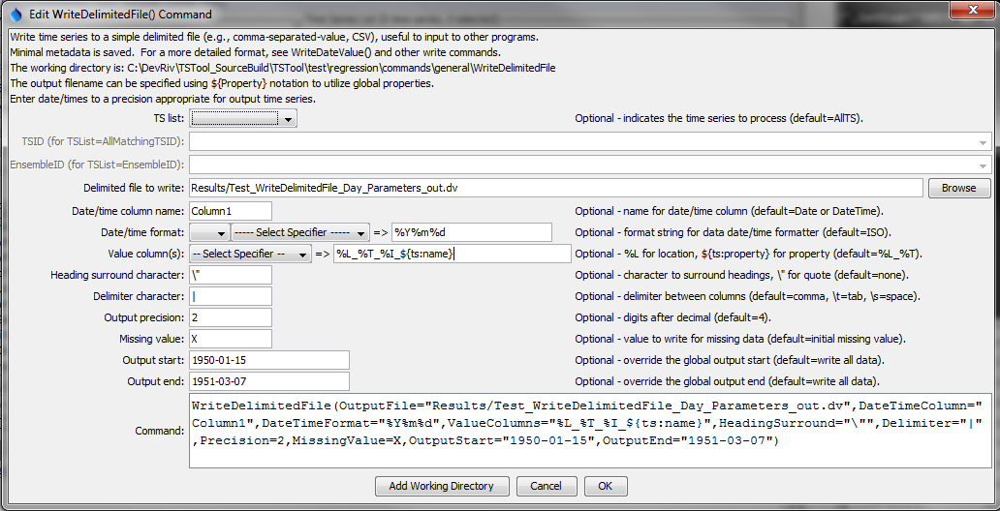 Edit WriteDelimitedFile() Command
Write time series to a simple delimited file (e.g., comma-separated-value, CSV), useful to input to other programs.
Minimal metadata is saved.  For a more detailed format, see WriteDateValue() and other write commands.
The working directory is: C:\DevRiv\TSTool_SourceBuild\TSTool\test\regression\commands\general\WriteDelimitedFile
The output filename can be specified using ${Property} notation to utilize global properties.
Enter date/times to a precision appropriate for output time series.
TS list: Optional - indicates the time series to process (default=AllTS).
TSID (for TSList=AllMatchingTSID):
EnsembleID (for TSList=EnsembleID):
Delimited file to write: Results/Test_WriteDelimitedFile_Day_Parameters_out.dv Browse
Date/time column name: Column1 Optional - name for date/time column (default=Date or DateTime).
Date/time format: ----- Select Specifier ----- => %Y%m%d Optional - format string for data date/time formatter (default=ISO).
Value column(s): -- Select Specifier -- => %L_%T_%I_${ts:name} Optional - %L for location, ${ts:property} for property (default=%L_%T).
Heading surround character: \" Optional - character to surround headings, \" for quote (default=none).
Delimiter character: | Optional - delimiter between columns (default=comma, \t=tab, \s=space).
Output precision: 2 Optional - digits after decimal (default=4).
Missing value: X Optional - value to write for missing data (default=initial missing value).
Output start: 1950-01-15 Optional - override the global output start (default=write all data).
Output end: 1951-03-07 Optional - override the global output end (default=write all data).
Command:
WriteDelimitedFile(OutputFile="Results/Test_WriteDelimitedFile_Day_Parameters_out.dv",DateTimeColumn="
Column1",DateTimeFormat="%Y%m%d",ValueColumns="%L_%T_%I_${ts:name}",HeadingSurround="\"",Delimiter="|"
,Precision=2,MissingValue=X,OutputStart="1950-01-15",OutputEnd="1951-03-07")
Add Working Directory Cancel OK